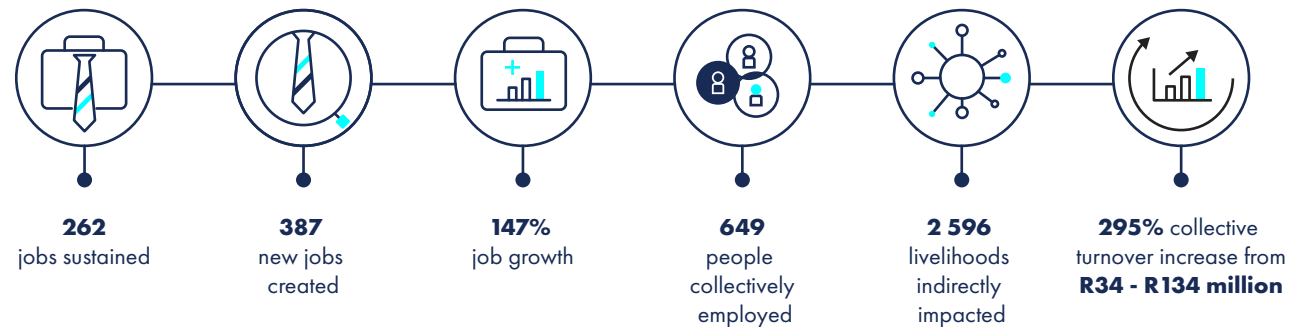 262
jobs sustained
387
new jobs
created
147%
job growth
649
people
collectively
employed
2 596
livelihoods
indirectly
impacted
295% collective
turnover increase from
R34 - R134 million